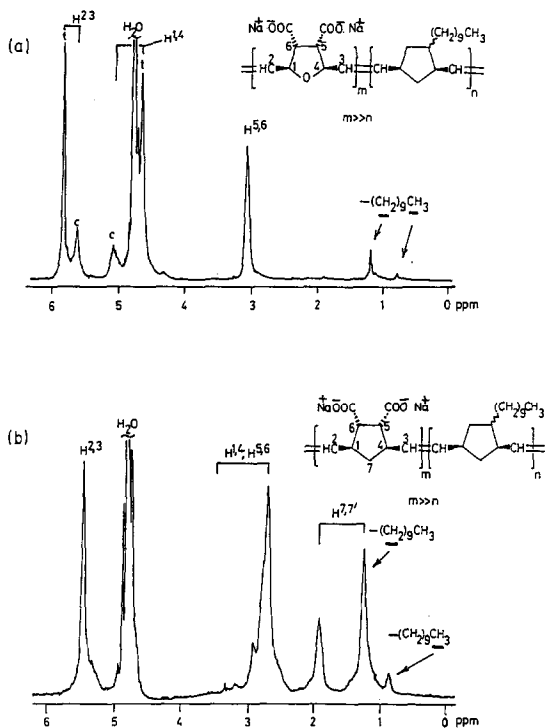 (a)
H2,3
H2O
H1,4
Na+ -OOC COO- Na+
6 5
HC 2 1 4 3 CH
O
m
(CH2)9CH3
CH CH
n
m>>n
c
c
H5,6
—(CH2)9CH3
6 5 4 3 2 1 0 ppm
(b)
H2,3
H2O
H1,4, H5,6
Na+ -OOC COO- Na+
6 5
HC 2 1 4 3 CH
7
m
(CH2)9CH3
CH CH
n
m>>n
H7,7'
—(CH2)9CH3
—(CH2)9CH3
6 5 4 3 2 1 0 ppm